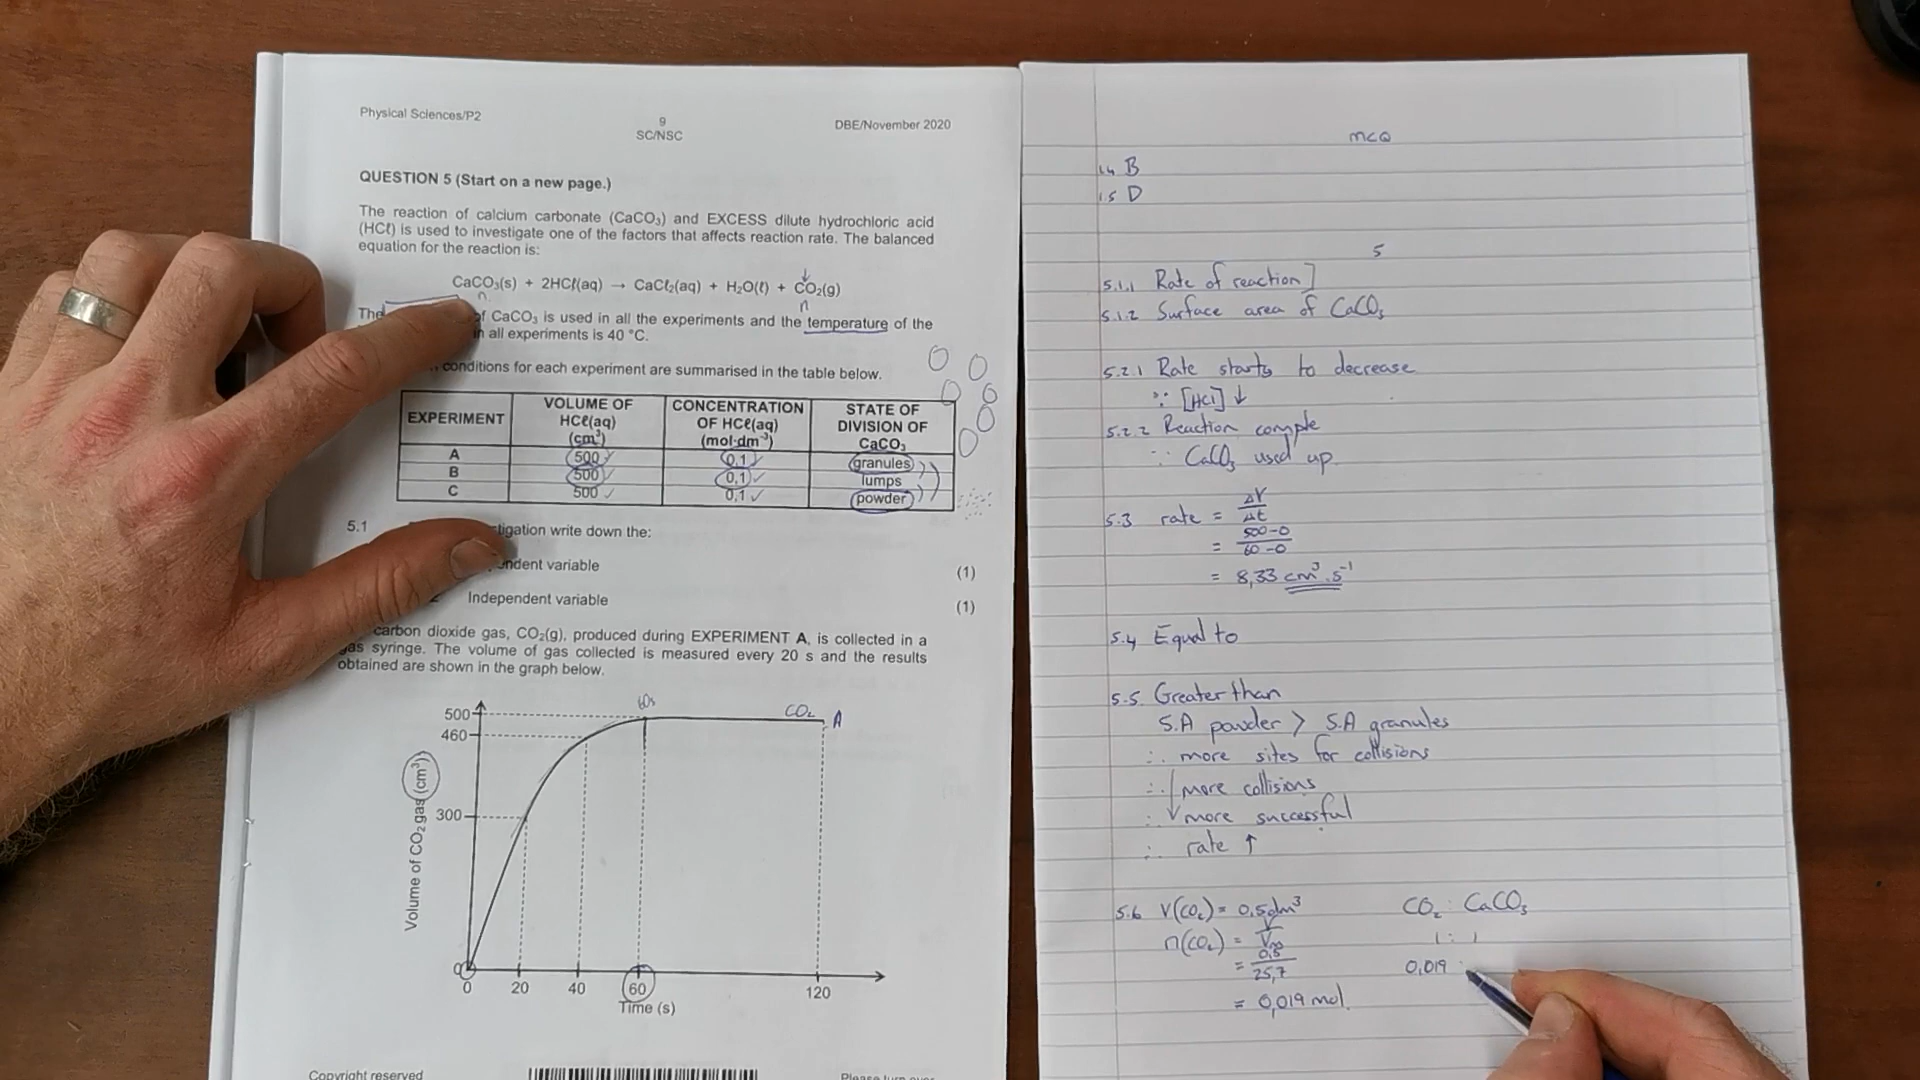 Physical Sciences/P2
9
SC/NSC
DBE/November 2020
QUESTION 5 (Start on a new page.)
The reaction of calcium carbonate (CaCO₃) and EXCESS dilute hydrochloric acid
(HCℓ) is used to investigate one of the factors that affects reaction rate. The balanced
equation for the reaction is:
CaCO₃(s) + 2HCℓ(aq) → CaCℓ₂(aq) + H₂O(ℓ) + CO₂(g)
n
n
The of CaCO₃ is used in all the experiments and the temperature of the
in all experiments is 40 °C.
conditions for each experiment are summarised in the table below.
EXPERIMENT
VOLUME OF
HCℓ(aq)
(cm³)
CONCENTRATION
OF HCℓ(aq)
(mol·dm⁻³)
STATE OF
DIVISION OF
CaCO₃
A 500 0,1 granules
B 500 0,1 lumps
C 500 0,1 powder
5.1 write down the:
variable (1)
Independent variable (1)
carbon dioxide gas, CO₂(g), produced during EXPERIMENT A, is collected in a
gas syringe. The volume of gas collected is measured every 20 s and the results
obtained are shown in the graph below.
60s
CO₂ A
500
460
300
0
Volume of CO₂ gas (cm³)
0 20 40 60 120
Time (s)
Copyright reserved
Please turn over
MCQ
1.4 B
1.5 D
5
5.1.1 Rate of reaction]
5.1.2 Surface area of CaCO₃
5.2.1 Rate starts to decrease
∵ [HCl] ↓
5.2.2 Reaction comple
∵ CaCO₃ used up
5.3 rate = ΔV/Δt
= 500-0/60-0
= 8,33 cm³.s⁻¹
5.4 Equal to
5.5 Greater than
S.A powder > S.A granules
∴ more sites for collisions
∴ more collisions
∴ more successful
∴ rate ↑
5.6 V(CO₂) = 0,5dm³ CO₂ : CaCO₃
n(CO₂) = V/Vm 1 : 1
= 0,5/25,7 0,019 :
= 0,019 mol.